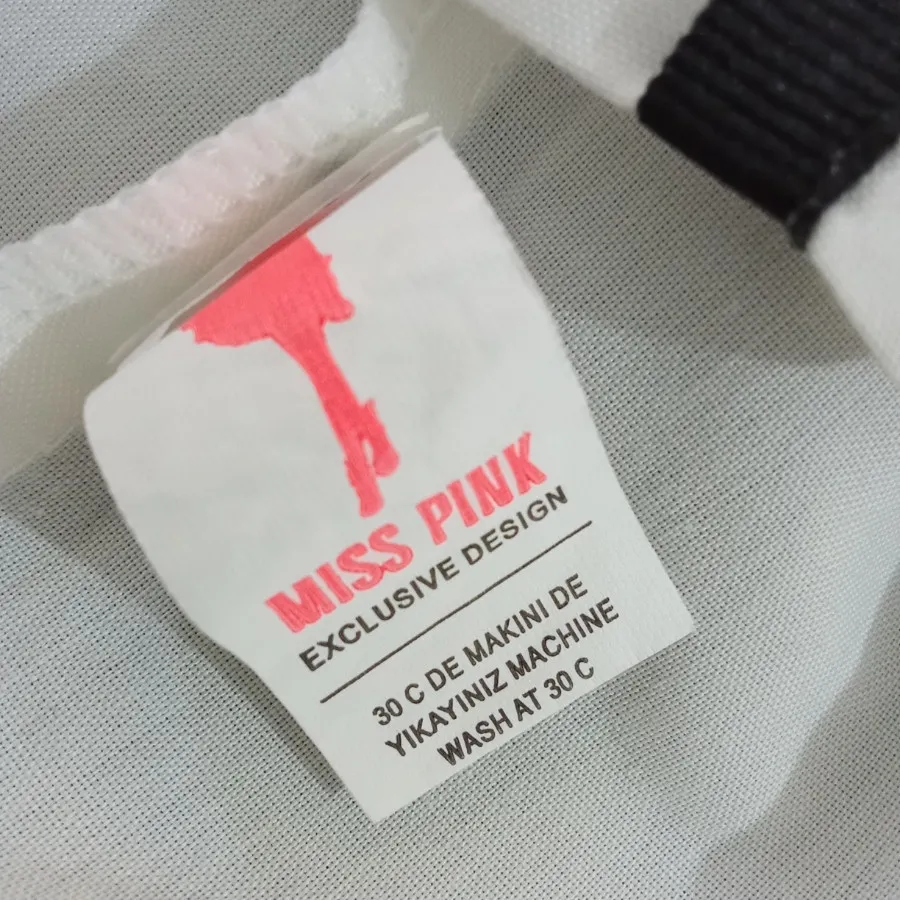 MISS PINK
EXCLUSIVE DESIGN
30 C DE MAKINI DE
YIKAYINIZ MACHINE
WASH AT 30 C